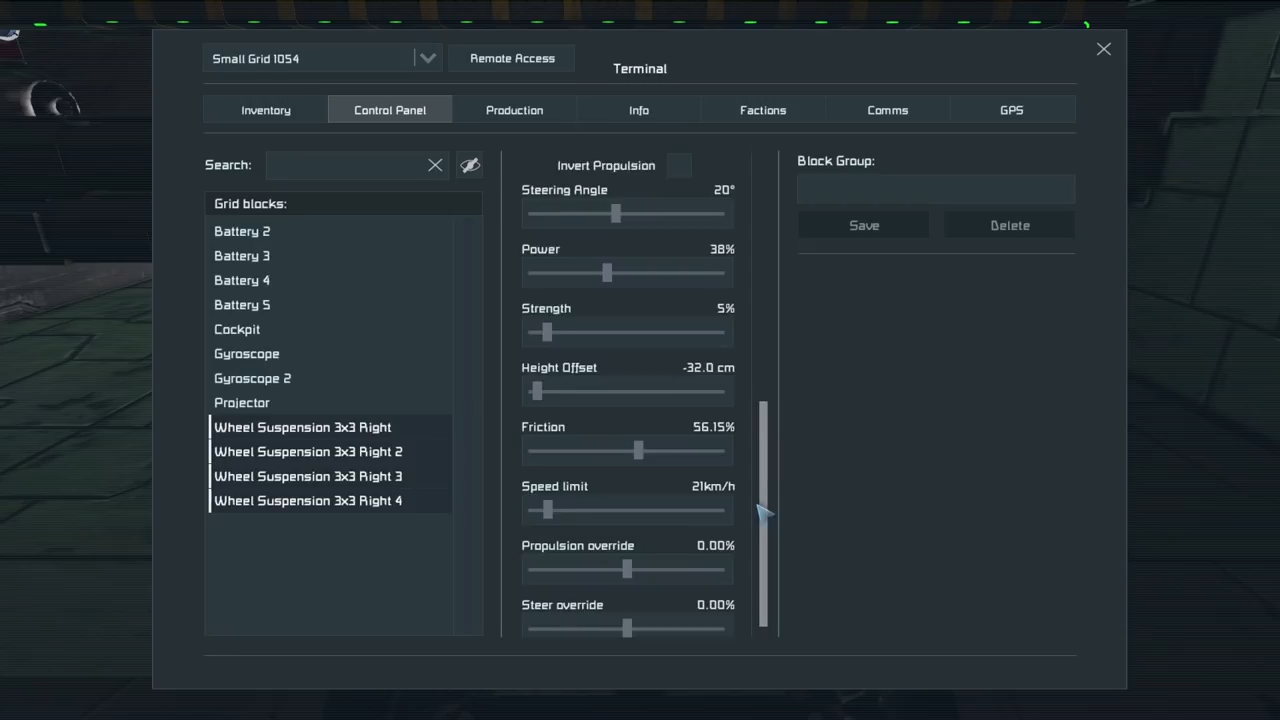 Small Grid 1054
Remote Access
Terminal
Inventory
Control Panel
Production
Info
Factions
Comms
GPS
Search:
Grid blocks:
Battery 2
Battery 3
Battery 4
Battery 5
Cockpit
Gyroscope
Gyroscope 2
Projector
Wheel Suspension 3x3 Right
Wheel Suspension 3x3 Right 2
Wheel Suspension 3x3 Right 3
Wheel Suspension 3x3 Right 4
Invert Propulsion
Steering Angle 20°
Power 38%
Strength 5%
Height Offset -32.0 cm
Friction 56.15%
Speed limit 21km/h
Propulsion override 0.00%
Steer override 0.00%
Block Group:
Save
Delete